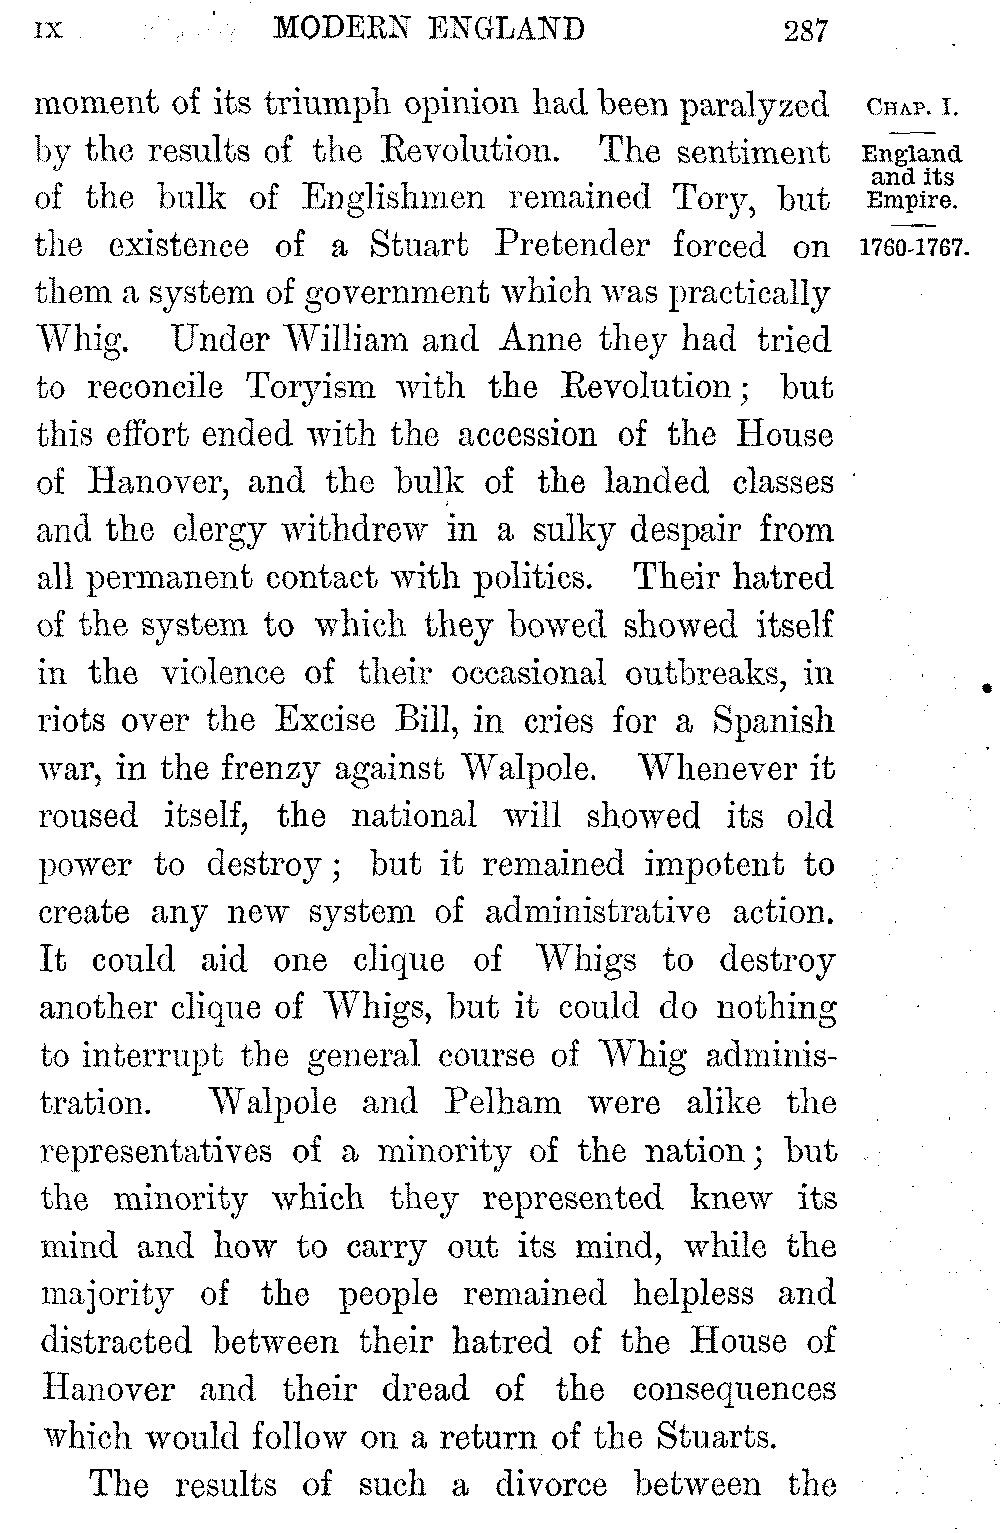 IX MODERN ENGLAND 287
moment of its triumph opinion had been paralyzed
by the results of the Revolution. The sentiment
of the bulk of Englishmen remained Tory, but
the existence of a Stuart Pretender forced on
them a system of government which was practically
Whig. Under William and Anne they had tried
to reconcile Toryism with the Revolution; but
this effort ended with the accession of the House
of Hanover, and the bulk of the landed classes
and the clergy withdrew in a sulky despair from
all permanent contact with politics. Their hatred
of the system to which they bowed showed itself
in the violence of their occasional outbreaks, in
riots over the Excise Bill, in cries for a Spanish
war, in the frenzy against Walpole. Whenever it
roused itself, the national will showed its old
power to destroy; but it remained impotent to
create any new system of administrative action.
It could aid one clique of Whigs to destroy
another clique of Whigs, but it could do nothing
to interrupt the general course of Whig adminis-
tration. Walpole and Pelham were alike the
representatives of a minority of the nation; but
the minority which they represented knew its
mind and how to carry out its mind, while the
majority of the people remained helpless and
distracted between their hatred of the House of
Hanover and their dread of the consequences
which would follow on a return of the Stuarts.
The results of such a divorce between the
CHAP. I.
England
and its
Empire.
1760-1767.